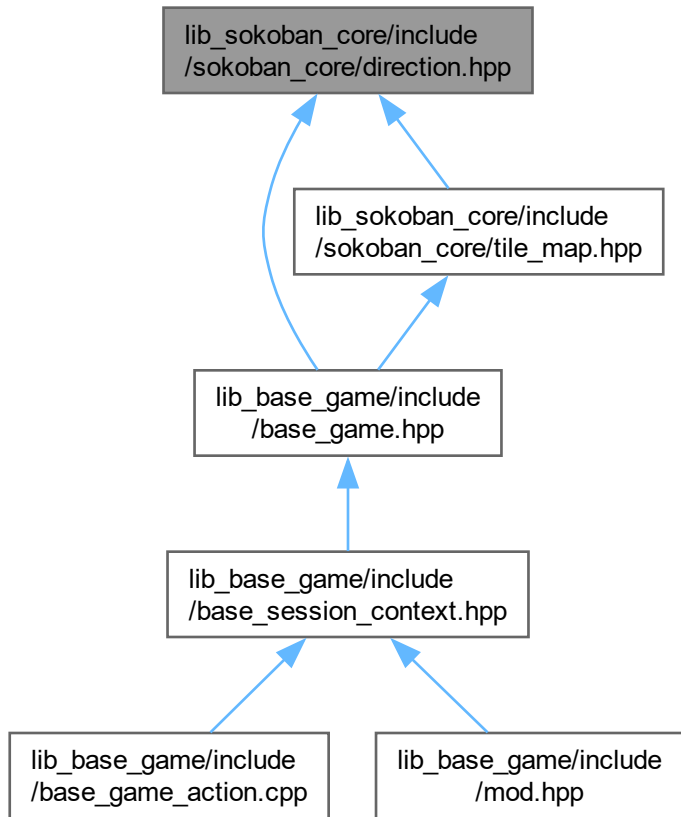 lib_sokoban_core/include
/sokoban_core/direction.hpp
lib_sokoban_core/include
/sokoban_core/tile_map.hpp
lib_base_game/include
/base_game.hpp
lib_base_game/include
/base_session_context.hpp
lib_base_game/include
/base_game_action.cpp
lib_base_game/include
/mod.hpp